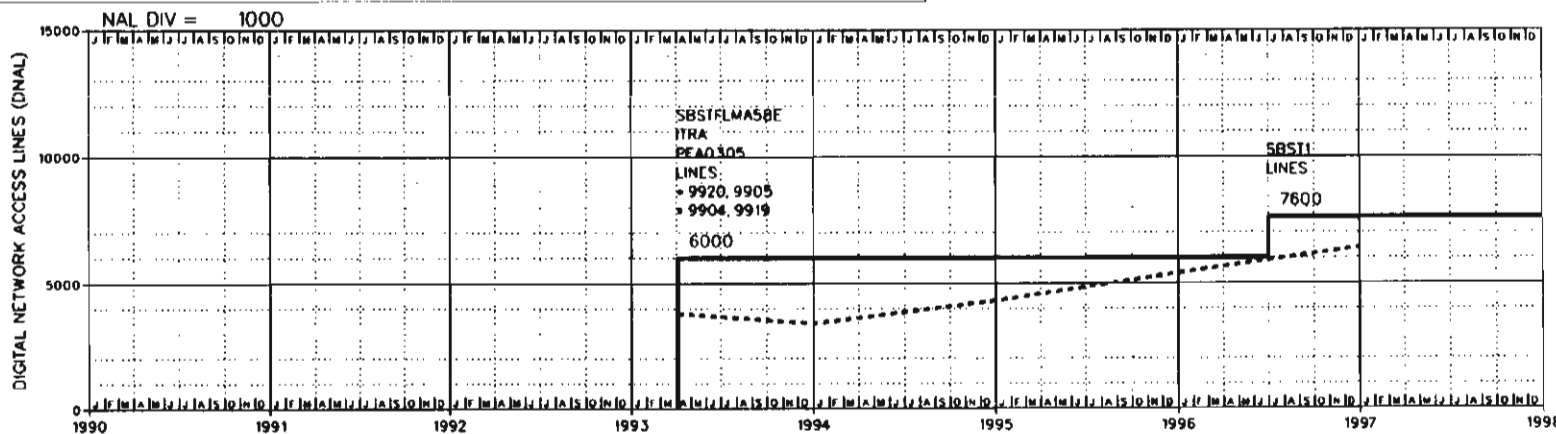 NAL DIV = 1000
15000
J F M A M J J A S O N D J F M A M J J A S O N D J F M A M J J A S O N D J F M A M J J A S O N D J F M A M J J A S O N D J F M A M J J A S O N D J F M A M J J A S O N D J F M A M J J A S O N D
DIGITAL NETWORK ACCESS LINES (DNAL)
SBSTFLMA58E
ITRA
PEA0305
LINES:
9920, 9905
9904, 9919
6000
10000
SBST1
LINES
7600
5000
0
J F M A M J J A S O N D J F M A M J J A S O N D J F M A M J J A S O N D J F M A M J J A S O N D J F M A M J J A S O N D J F M A M J J A S O N D J F M A M J J A S O N D J F M A M J J A S O N D
1990 1991 1992 1993 1994 1995 1996 1997 1998